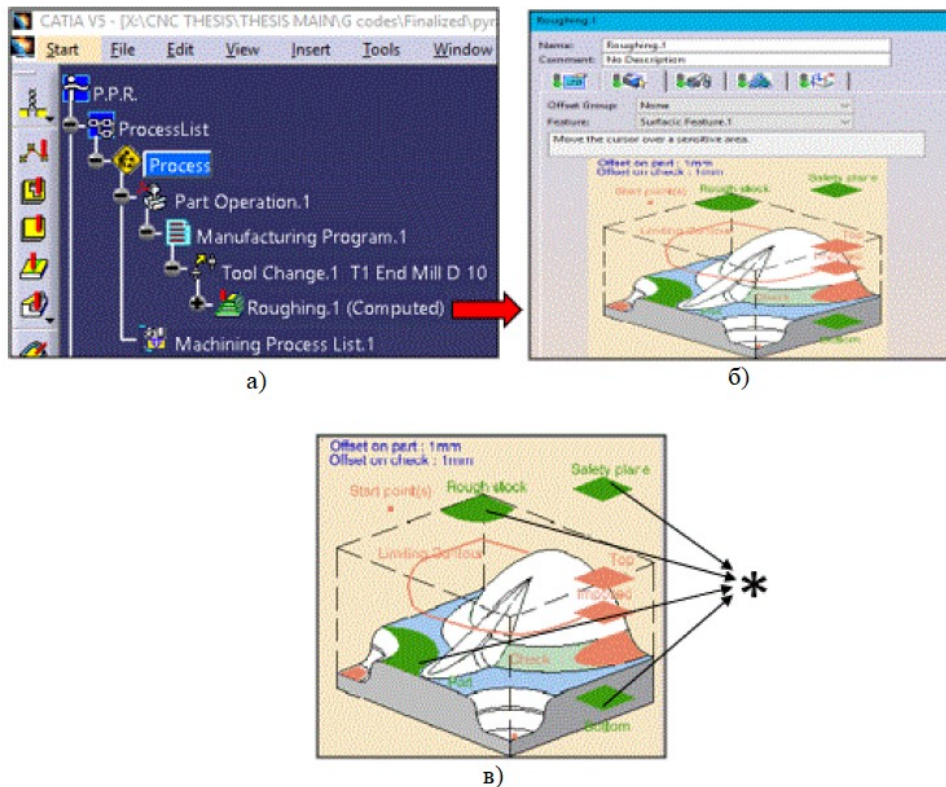 CATIA V5 - [X:\CNC THESIS\THESIS MAIN\G codes\Finalized\pyr
Start File Edit View Insert Tools Window
P.P.R.
ProcessList
Process
Part Operation.1
Manufacturing Program.1
Tool Change.1 T1 End Mill D 10
Roughing.1 (Computed)
Machining Process List.1
а)
Roughing.1
Name: Roughing.1
Comment: No Description
Offset Group: None
Feature: Surfacic Feature.1
Move the cursor over a sensitive area.
Offset on part : 1mm
Offset on check : 1mm
Safety plane
Start point(s)
Rough stock
Limiting Contour
Top
Bottom
б)
Offset on part : 1mm
Offset on check : 1mm
Safety plane
Start point(s)
Rough stock
Limiting Contour
Top
Imposed
Check
Part
Bottom
*
в)